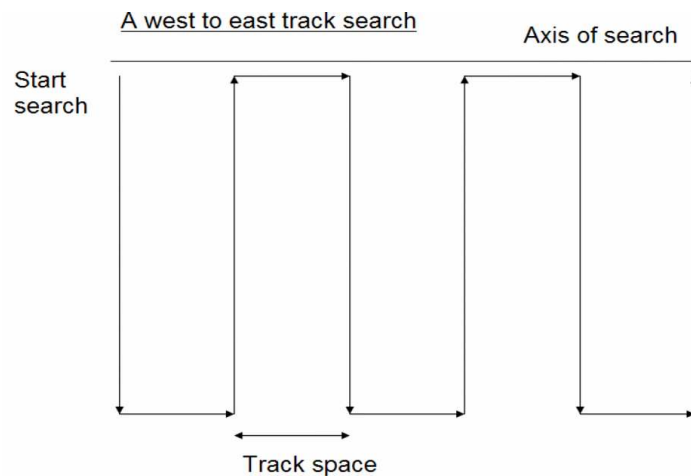 A west to east track search
Axis of search
Start
search
Track space